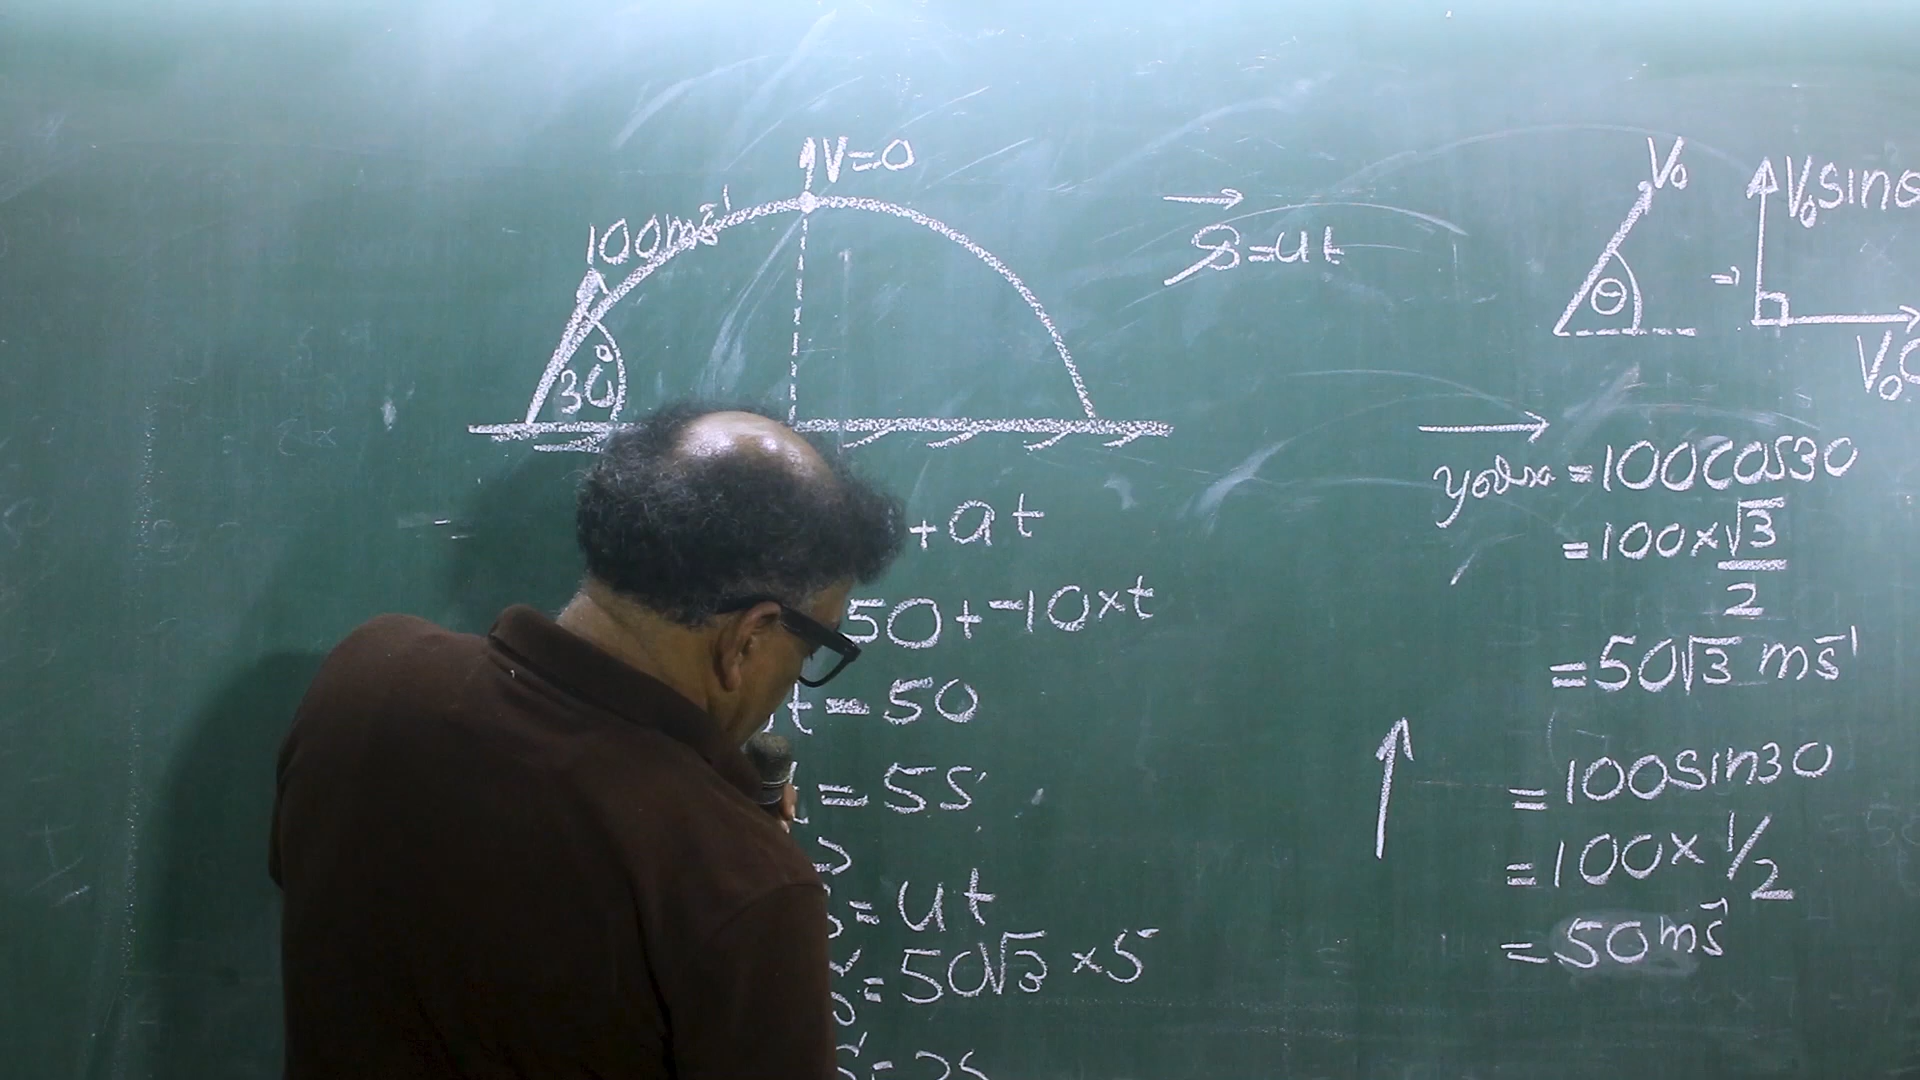 V=0
100ms⁻¹
30°
S=ut
V₀
θ
⇒
V₀sinθ
V₀
=100cos30
=100×√3/2
=50√3 ms⁻¹
=100sin30
=100×1/2
=50ms⁻¹
+at
50+-10×t
t=50
=5s
=ut
=50√3×5